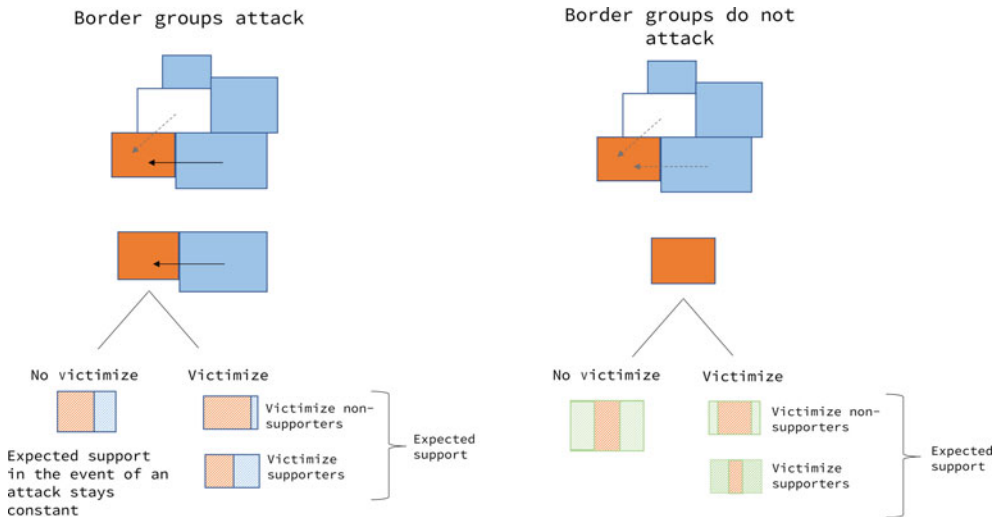 Border groups attack
No victimize
Victimize
Victimize non-
supporters
Victimize
supporters
Expected
support
Expected support
in the event of an
attack stays
constant
Border groups do not
attack
No victimize
Victimize
Victimize non-
supporters
Victimize
supporters
Expected
support